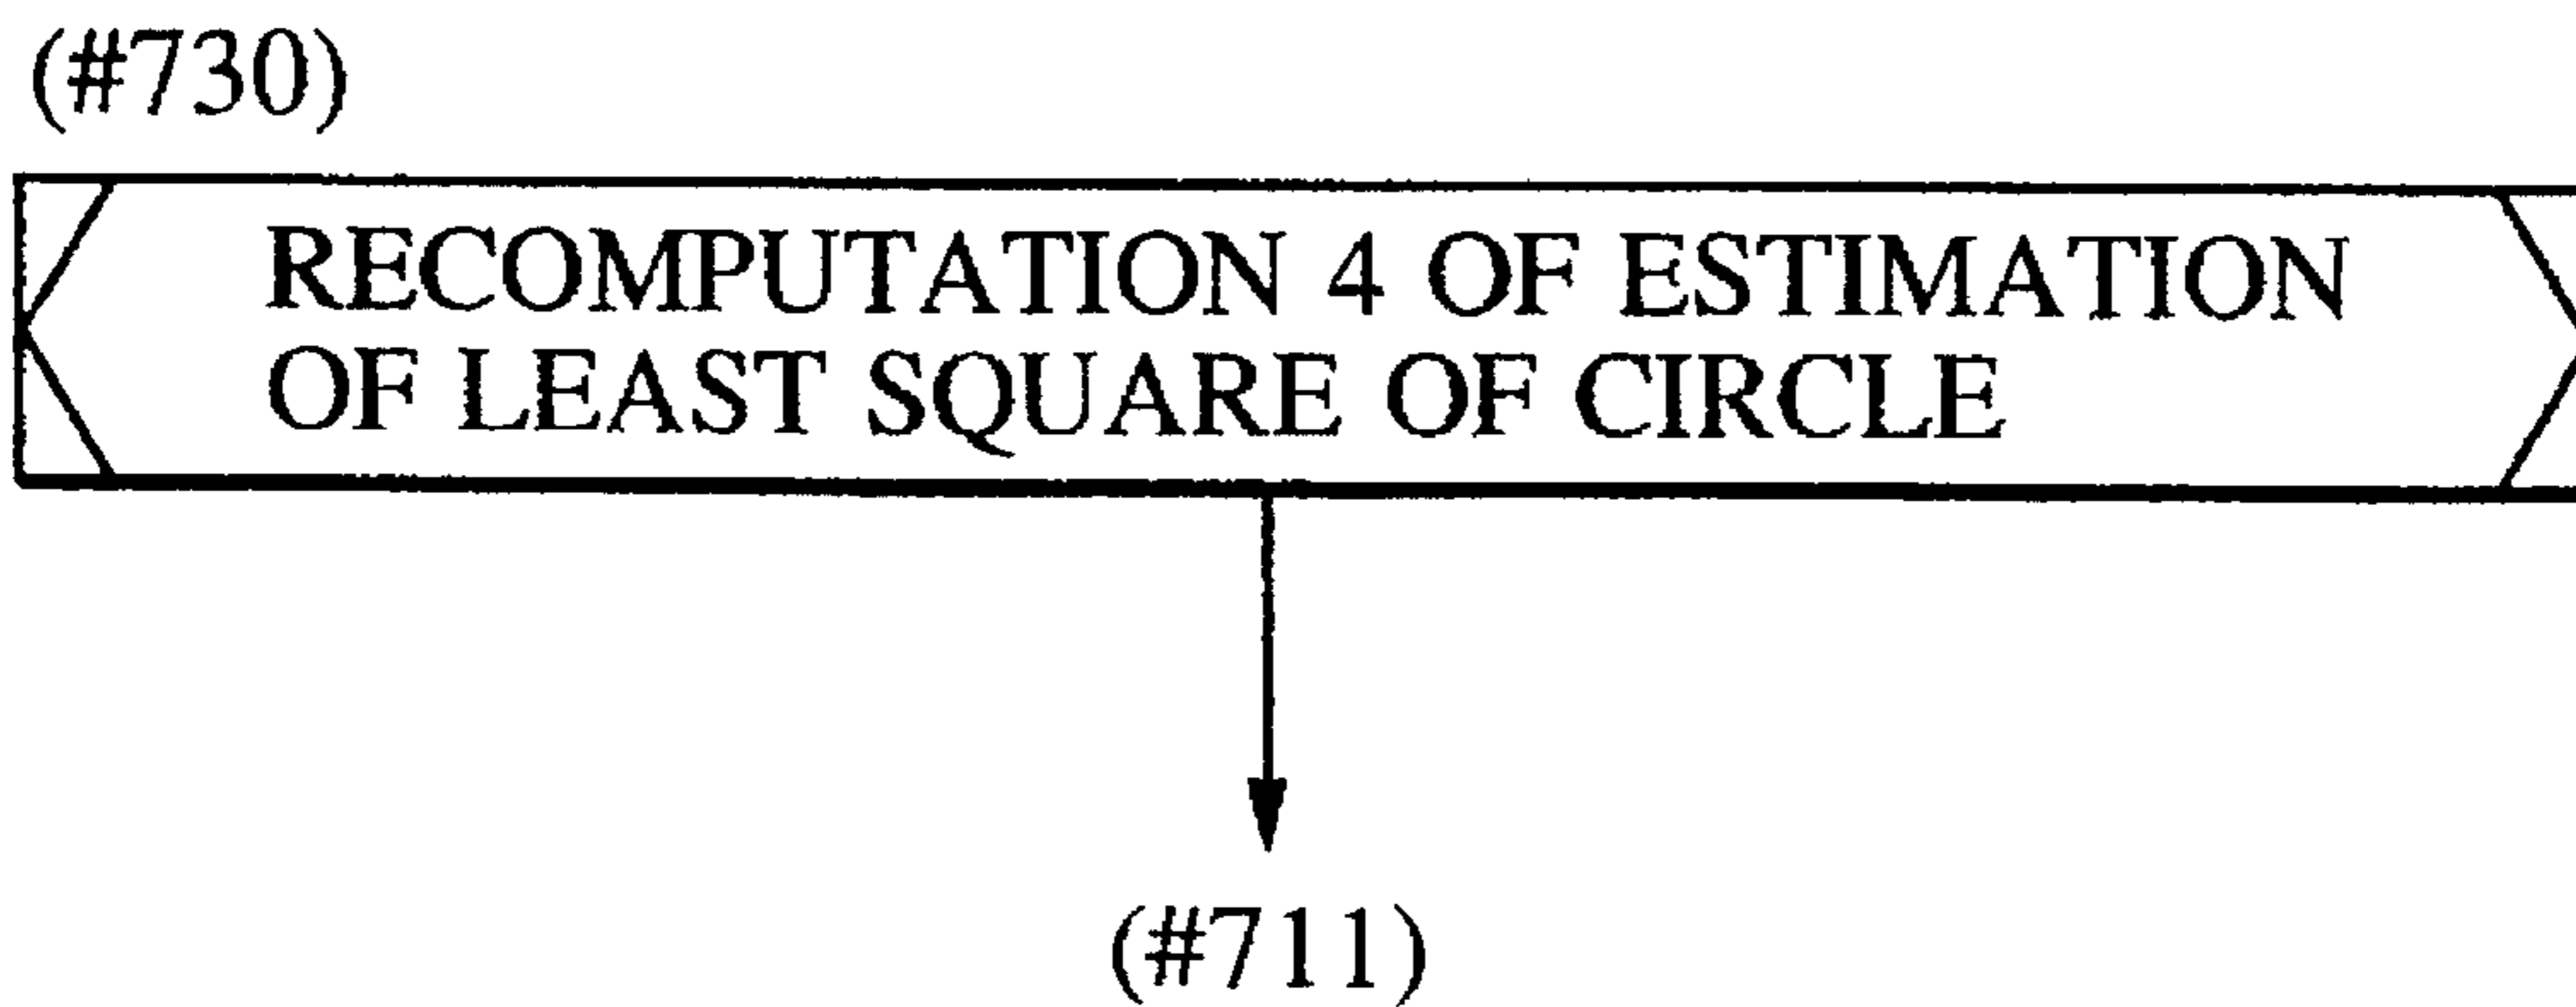 (#730)
RECOMPUTATION 4 OF ESTIMATION
OF LEAST SQUARE OF CIRCLE
(#711)